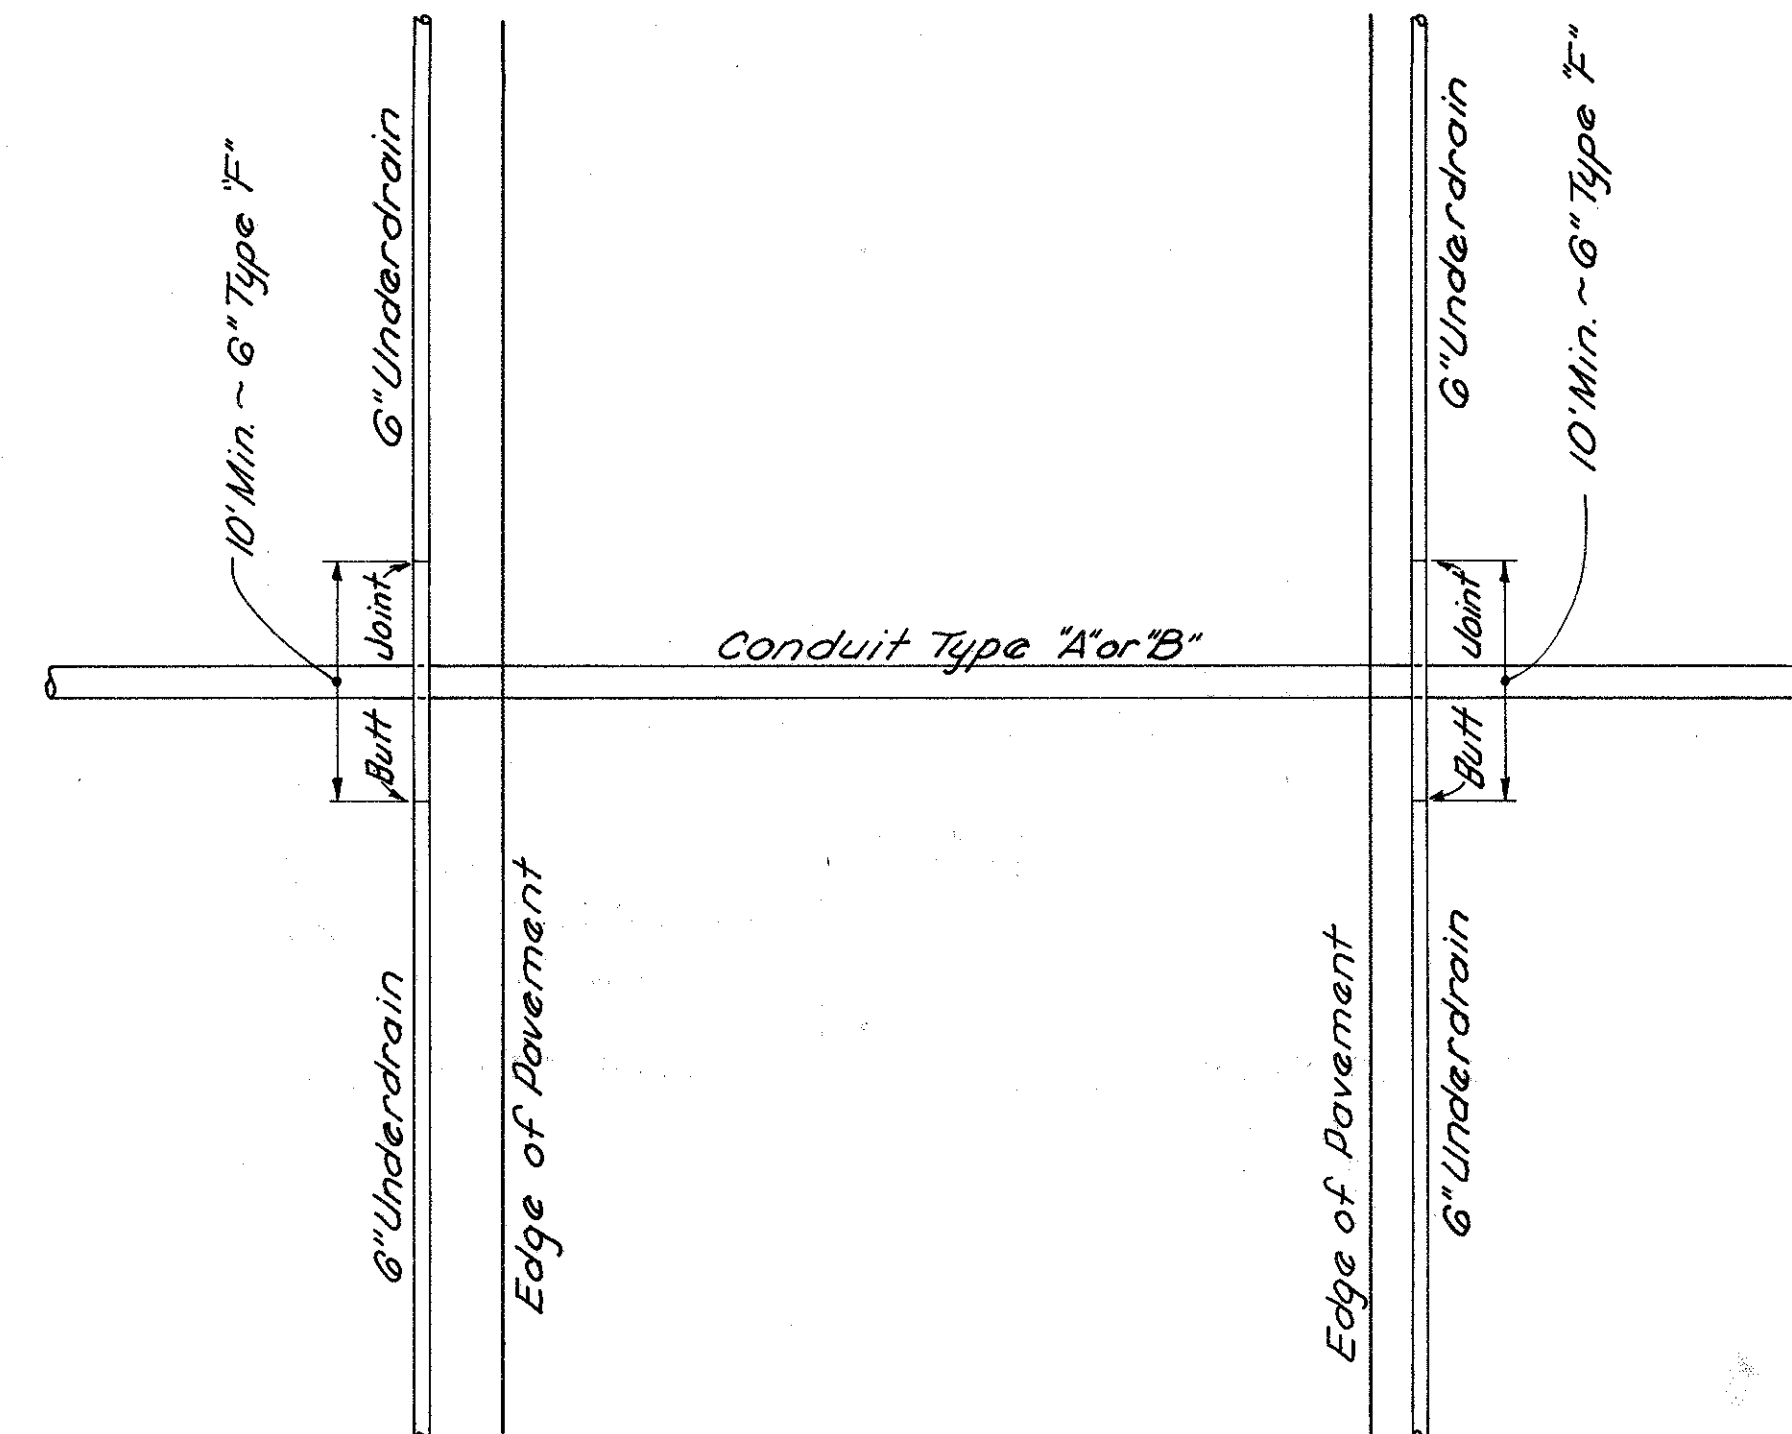 10' Min. ~ 6" Type "F"
6" Underdrain
6" Underdrain
10' Min. ~ 6" Type "F"
Joint
Joint
Conduit Type "A" or "B"
Butt
Butt
6" Underdrain
Edge of Pavement
Edge of Pavement
6" Underdrain